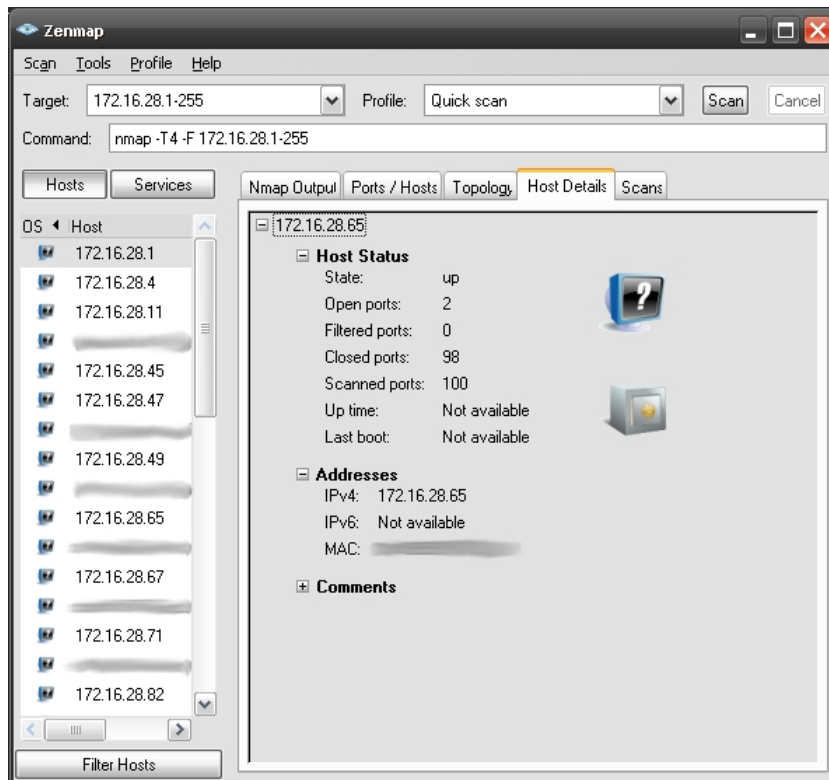 Zenmap
Scan Tools Profile Help
Target: 172.16.28.1-255 Profile: Quick scan Scan Cancel
Command: nmap -T4 -F 172.16.28.1-255
Hosts Services
Nmap Output Ports / Hosts Topology Host Details Scans
OS Host
172.16.28.1
172.16.28.4
172.16.28.11
172.16.28.45
172.16.28.47
172.16.28.49
172.16.28.65
172.16.28.67
172.16.28.71
172.16.28.82
Filter Hosts
172.16.28.65
Host Status
State: up
Open ports: 2
Filtered ports: 0
Closed ports: 98
Scanned ports: 100
Up time: Not available
Last boot: Not available
Addresses
IPv4: 172.16.28.65
IPv6: Not available
MAC:
Comments